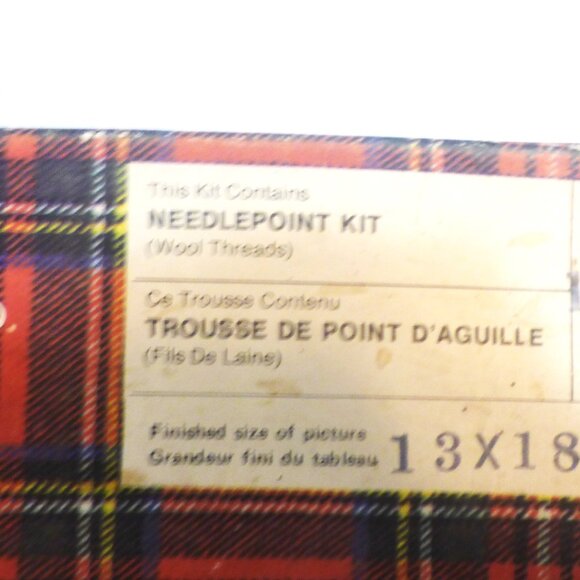 This Kit Contains
NEEDLEPOINT KIT
(Wool Threads)
Ce Trousse Contenu
TROUSSE DE POINT D'AGUILLE
(Fils De Laine)
Finished size of picture
Grandeur fini du tableau
13X18